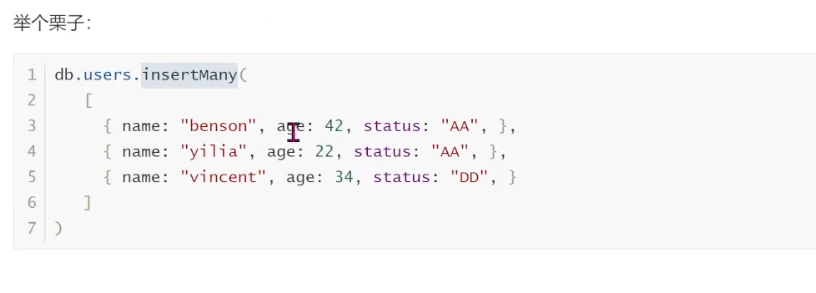 举个栗子：
1 db.users.insertMany(
2 [
3 { name: "benson", age: 42, status: "AA", },
4 { name: "yilia", age: 22, status: "AA", },
5 { name: "vincent", age: 34, status: "DD", }
6 ]
7 )